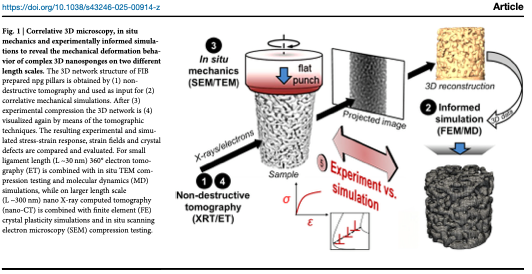 https://doi.org/10.1038/s43246-025-00914-z
Article
Fig. 1 | Correlative 3D microscopy, in situ
mechanics and experimentally informed simula-
tions to reveal the mechanical deformation beha-
vior of complex 3D nanosponges on two different
length scales. The 3D network structure of FIB
prepared npg pillars is obtained by (1) non-
destructive tomography and used as input for (2)
correlative mechanical simulations. After (3)
experimental compression the 3D network is (4)
visualized again by means of the tomographic
techniques. The resulting experimental and simu-
lated stress-strain response, strain fields and crystal
defects are compared and evaluated. For small
ligament length (L ~30 nm) 360° electron tomo-
graphy (ET) is combined with in situ TEM com-
pression testing and molecular dynamics (MD)
simulations, while on larger length scale
(L ~300 nm) nano X-ray computed tomography
(nano-CT) is combined with finite element (FE)
crystal plasticity simulations and in situ scanning
electron microscopy (SEM) compression testing.
3
In situ
mechanics
(SEM/TEM)
flat
punch
Projected image
3D reconstruction
2 Informed
simulation
(FEM/MD)
3D data
X-rays/electrons
Sample
1 4
Non-destructive
tomography
(XRT/ET)
5 Experiment vs.
simulation
σ
ε